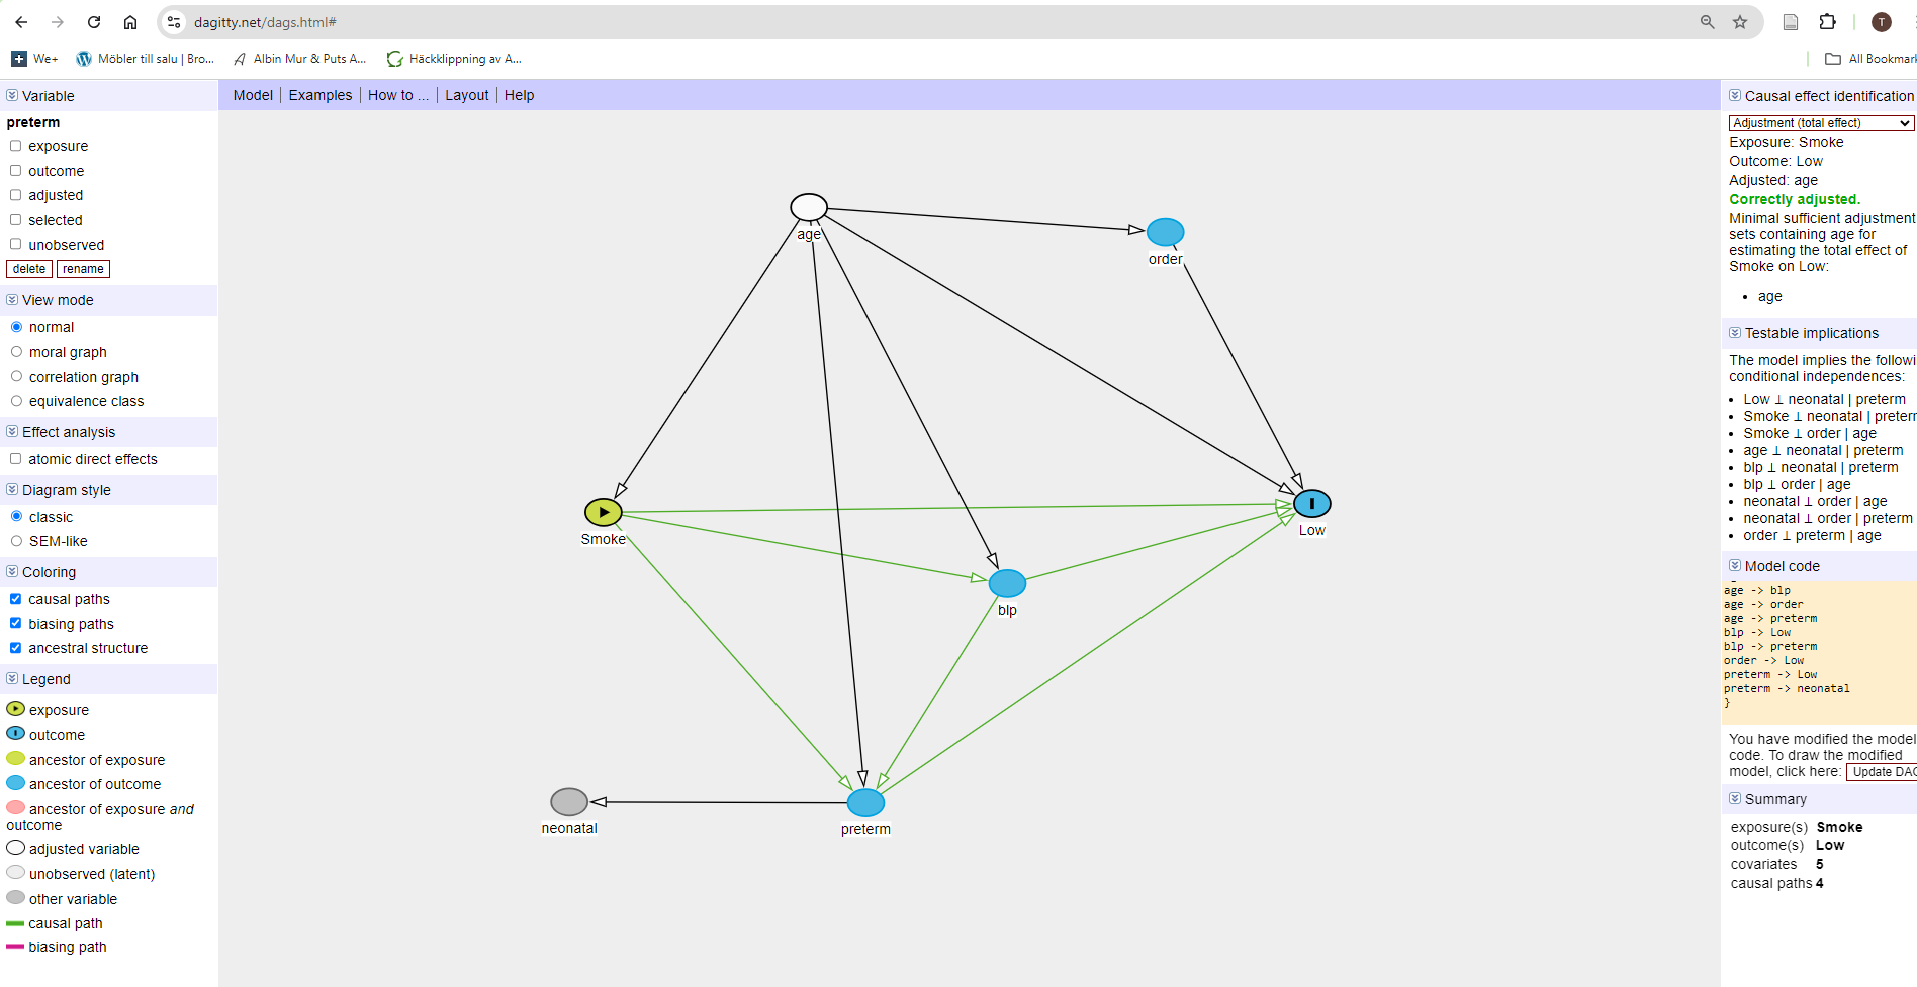 dagitty.net/dags.html#
T
We+
Möbler till salu | Bro...
Albin Mur & Puts A...
Häckklippning av A...
All Bookmar
Variable
preterm
exposure
outcome
adjusted
selected
unobserved
delete rename
View mode
normal
moral graph
correlation graph
equivalence class
Effect analysis
atomic direct effects
Diagram style
classic
SEM-like
Coloring
causal paths
biasing paths
ancestral structure
Legend
exposure
outcome
ancestor of exposure
ancestor of outcome
ancestor of exposure and
outcome
adjusted variable
unobserved (latent)
other variable
causal path
biasing path
Model | Examples | How to ... | Layout | Help
age
order
Smoke
Low
blp
neonatal
preterm
Causal effect identification
Adjustment (total effect)
Exposure: Smoke
Outcome: Low
Adjusted: age
Correctly adjusted.
Minimal sufficient adjustment
sets containing age for
estimating the total effect of
Smoke on Low:
• age
Testable implications
The model implies the followi
conditional independences:
• Low ⊥ neonatal | preterm
• Smoke ⊥ neonatal | preter
• Smoke ⊥ order | age
• age ⊥ neonatal | preterm
• blp ⊥ neonatal | preterm
• blp ⊥ order | age
• neonatal ⊥ order | age
• neonatal ⊥ order | preterm
• order ⊥ preterm | age
Model code
age -> blp
age -> order
age -> preterm
blp -> Low
blp -> preterm
order -> Low
preterm -> Low
preterm -> neonatal
}
You have modified the model
code. To draw the modified
model, click here: Update DAG
Summary
exposure(s) Smoke
outcome(s) Low
covariates 5
causal paths 4